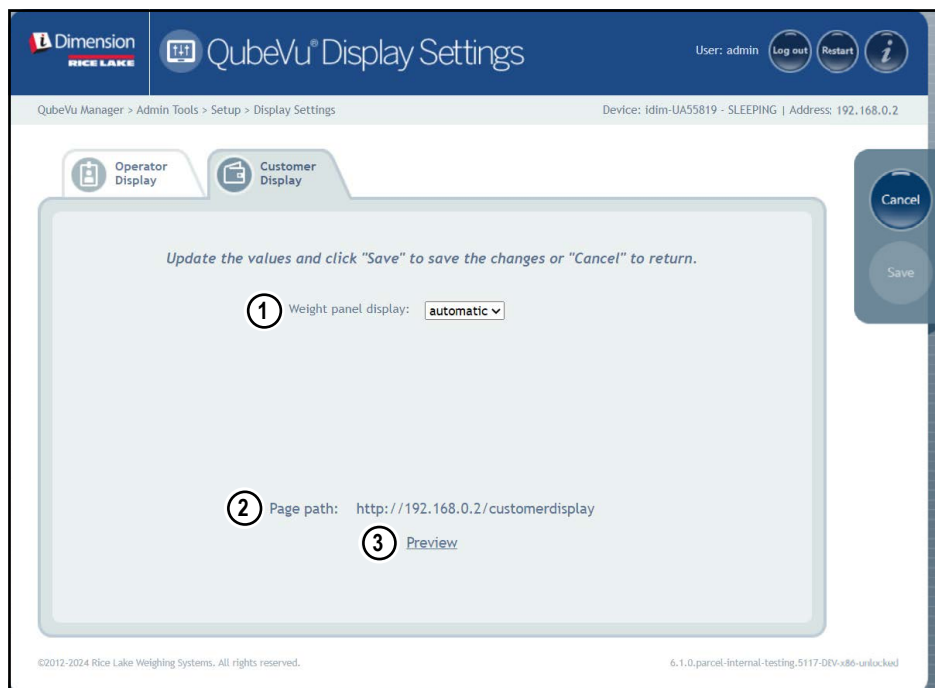 iDimension
RICE LAKE
QubeVu® Display Settings
User: admin
Log out
Restart
i
QubeVu Manager > Admin Tools > Setup > Display Settings
Device: idim-UA55819 - SLEEPING | Address: 192.168.0.2
Operator
Display
Customer
Display
Cancel
Save
Update the values and click "Save" to save the changes or "Cancel" to return.
1 Weight panel display: automatic
2 Page path: http://192.168.0.2/customerdisplay
3 Preview
©2012-2024 Rice Lake Weighing Systems. All rights reserved.
6.1.0.parcel-internal-testing.5117-DEV-x86-unlocked